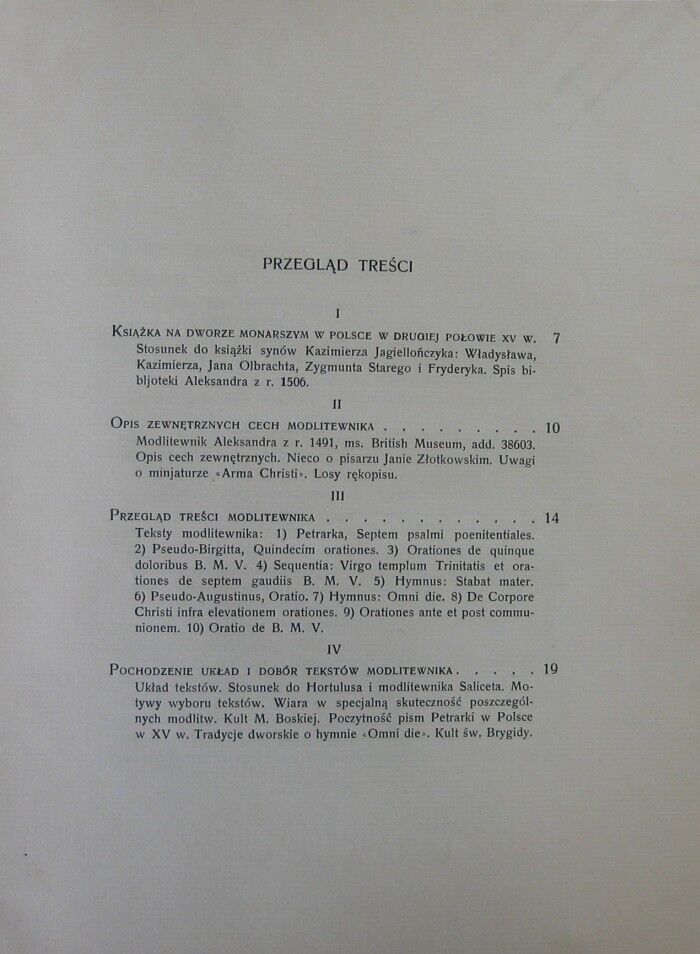 PRZEGLĄD TREŚCI
I
KSIĄŻKA NA DWORZE MONARSZYM W POLSCE W DRUGIEJ POŁOWIE XV W. 7
Stosunek do książki synów Kazimierza Jagiellończyka: Władysława,
Kazimierza, Jana Olbrachta, Zygmunta Starego i Fryderyka. Spis bi-
bljoteki Aleksandra z r. 1506.
II
OPIS ZEWNĘTRZNYCH CECH MODLITEWNIKA . . . . . . . . . 10
Modlitewnik Aleksandra z r. 1491, ms. British Museum, add. 38603.
Opis cech zewnętrznych. Nieco o pisarzu Janie Złotkowskim. Uwagi
o minjaturze «Arma Christi». Losy rękopisu.
III
PRZEGLĄD TREŚCI MODLITEWNIKA . . . . . . . . . . . . 14
Teksty modlitewnika: 1) Petrarka, Septem psalmi poenitentiales.
2) Pseudo-Birgitta, Quindecim orationes. 3) Orationes de quinque
doloribus B. M. V. 4) Sequentia: Virgo templum Trinitatis et ora-
tiones de septem gaudiis B. M. V. 5) Hymnus: Stabat mater.
6) Pseudo-Augustinus, Oratio. 7) Hymnus: Omni die. 8) De Corpore
Christi infra elevationem orationes. 9) Orationes ante et post commu-
nionem. 10) Oratio de B. M. V.
IV
POCHODZENIE UKŁAD I DOBÓR TEKSTÓW MODLITEWNIKA . . . . . 19
Układ tekstów. Stosunek do Hortulusa i modlitewnika Saliceta. Mo-
tywy wyboru tekstów. Wiara w specjalną skuteczność poszczegól-
nych modlitw. Kult M. Boskiej. Poczytność pism Petrarki w Polsce
w XV w. Tradycje dworskie o hymnie «Omni die». Kult św. Brygidy.